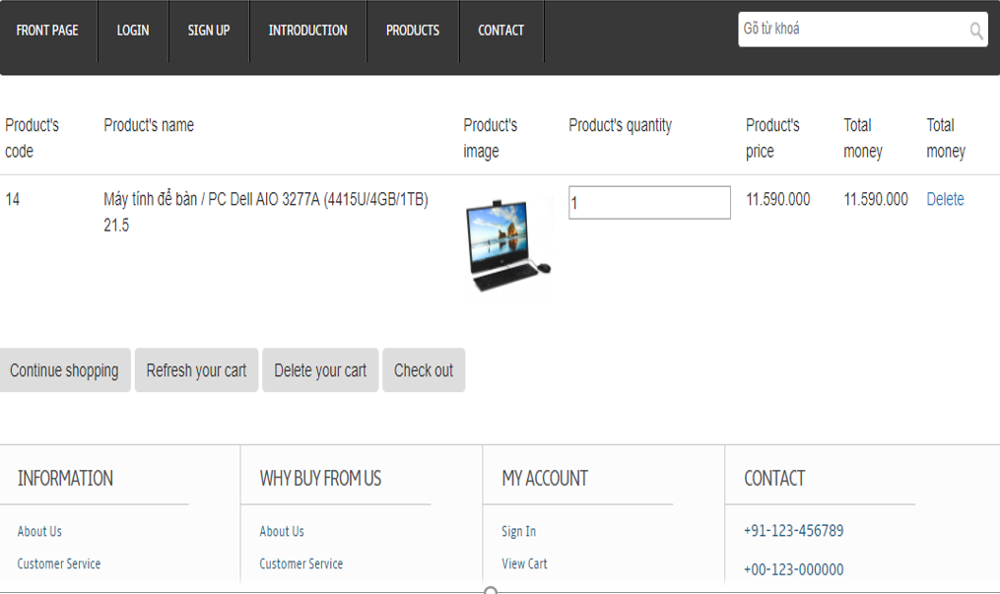 FRONT PAGE LOGIN SIGN UP INTRODUCTION PRODUCTS CONTACT Gõ từ khoá
Product's code Product's name Product's image Product's quantity Product's price Total money Total money
14 Máy tính để bàn / PC Dell AIO 3277A (4415U/4GB/1TB) 1 11.590.000 11.590.000 Delete
21.5
Continue shopping Refresh your cart Delete your cart Check out
INFORMATION WHY BUY FROM US MY ACCOUNT CONTACT
About Us About Us Sign In +91-123-456789
Customer Service Customer Service View Cart +00-123-000000